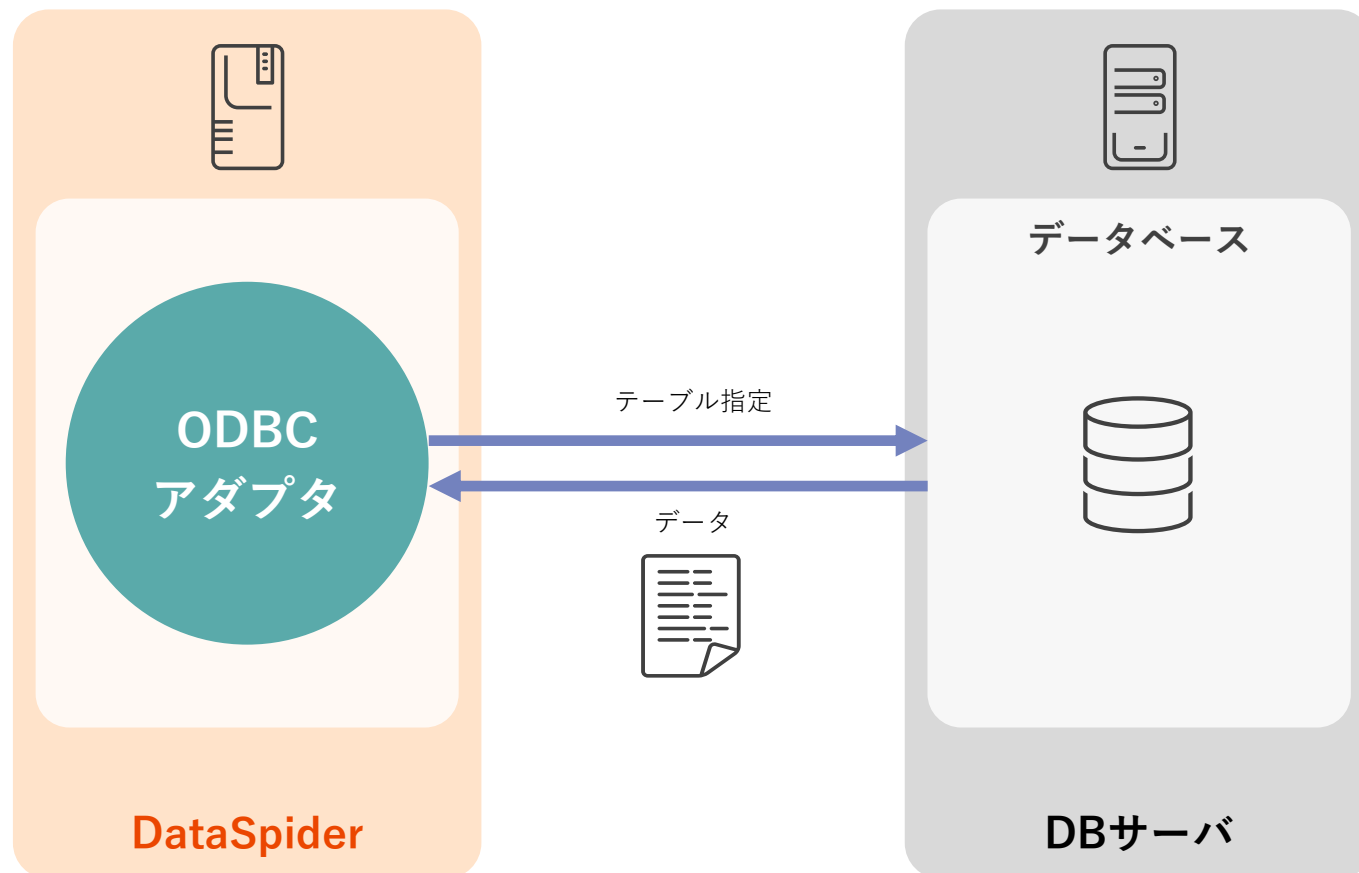 データベース
ODBC
アダプタ
テーブル指定
データ
DataSpider
DBサーバ